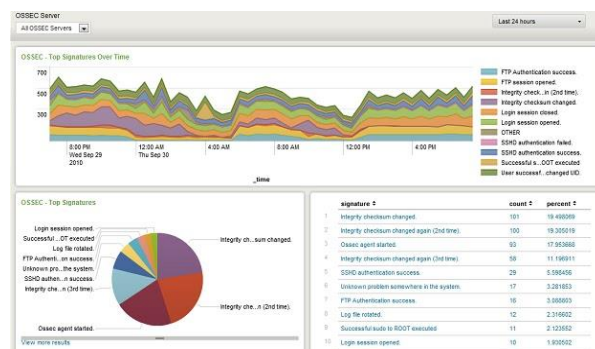 OSSEC Server
All OSSEC Servers
Last 24 hours
OSSEC - Top Signatures Over Time
700
500
300
8:00 PM
Wed Sep 29
2010
12:00 AM
Thu Sep 30
4:00 AM
8:00 AM
12:00 PM
4:00 PM
_time
FTP Authentication success.
FTP session opened.
Integrity check...in (2nd time).
Integrity checksum changed.
Login session closed.
Login session opened.
OTHER
SSHD authentication failed.
SSHD authentication success.
Successful s...OOT executed
User successf...changed UID.
OSSEC - Top Signatures
Login session opened.
Successful ...OT executed
Log file rotated.
FTP Authenti...on success.
Unknown pro...the system.
SSHD authen...n success.
Integrity che...n (3rd time).
Ossec agent started.
Integrity ch...sum changed.
Integrity che...n (2nd time).
View more results
signature count percent
1 Integrity checksum changed. 101 19.498069
2 Integrity checksum changed again (2nd time). 100 19.305019
3 Ossec agent started. 93 17.953668
4 Integrity checksum changed again (3rd time). 58 11.196911
5 SSHD authentication success. 29 5.598456
6 Unknown problem somewhere in the system. 17 3.281853
7 FTP Authentication success. 16 3.088803
8 Log file rotated. 12 2.316602
9 Successful sudo to ROOT executed 11 2.123552
10 Login session opened. 10 1.930502